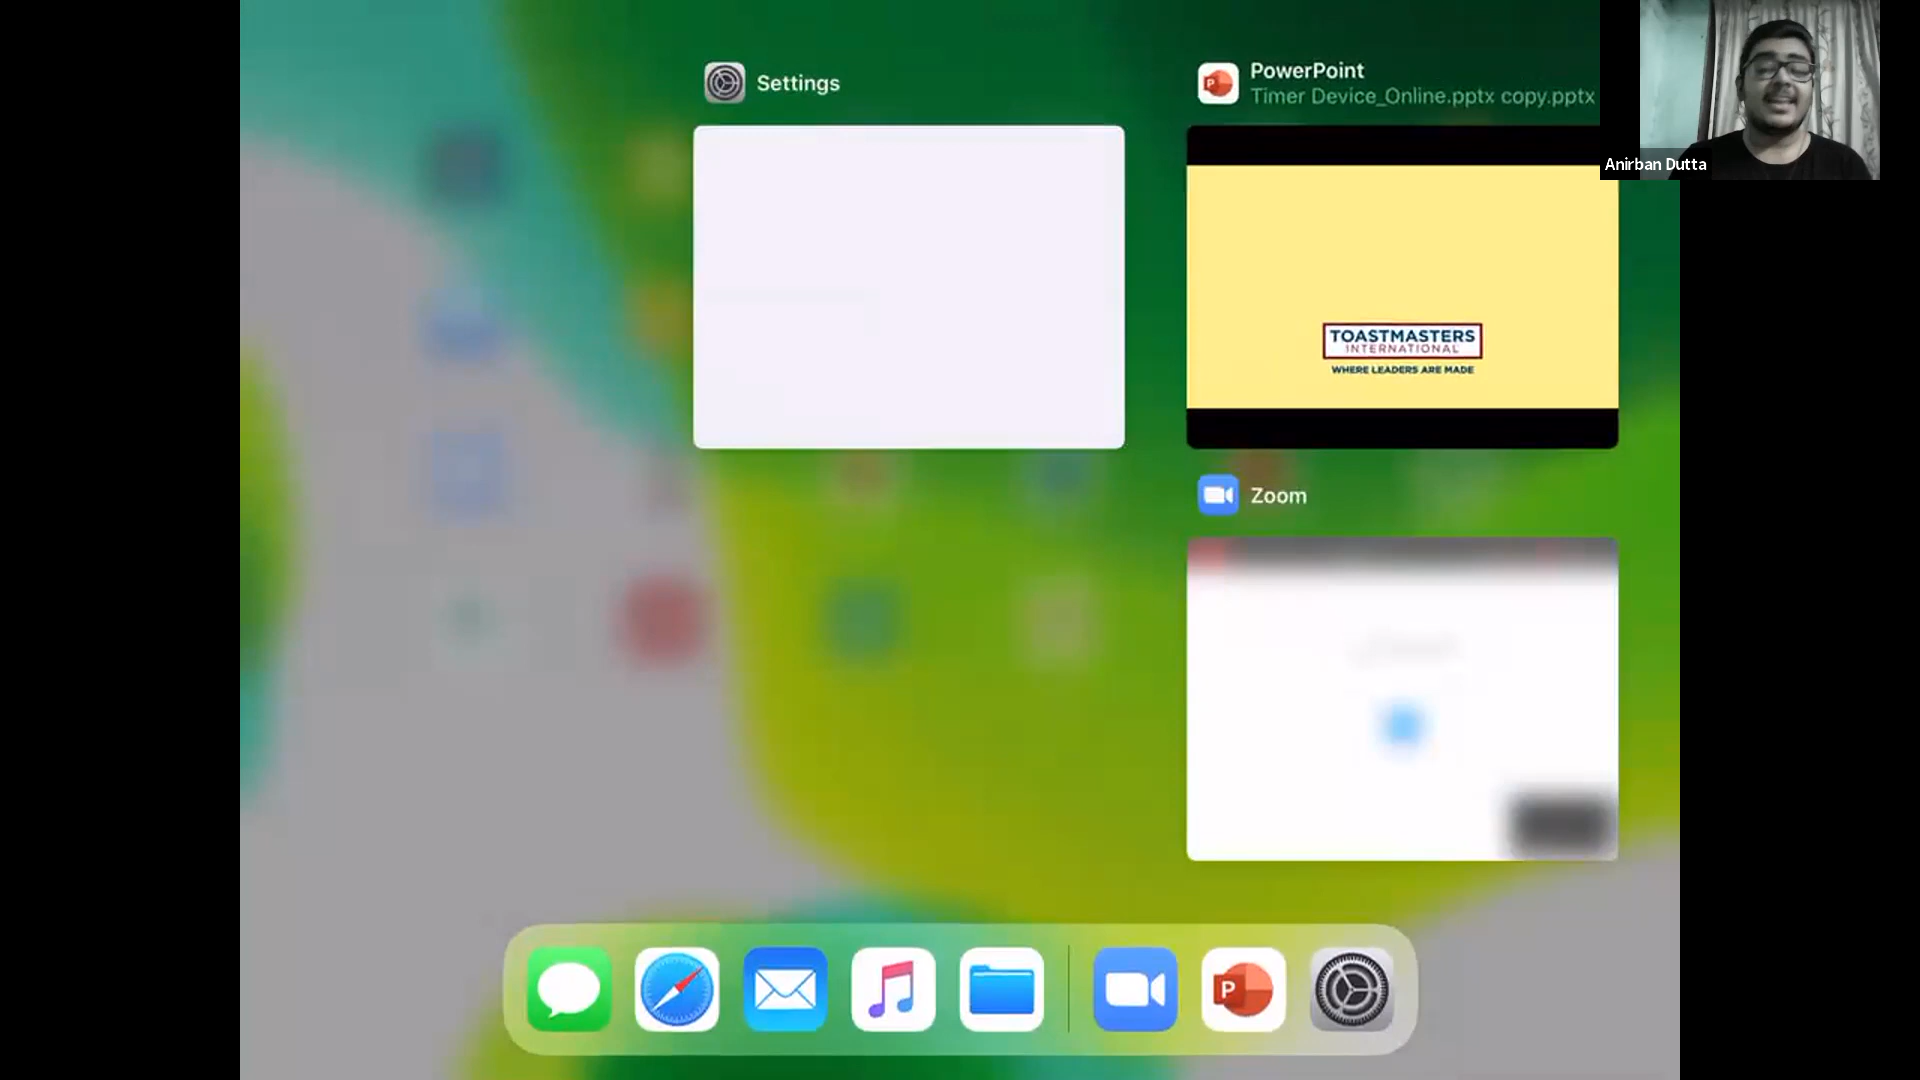 Settings
PowerPoint
Timer Device_Online.pptx copy.pptx
TOASTMASTERS
INTERNATIONAL
WHERE LEADERS ARE MADE
Anirban Dutta
Zoom
P
P